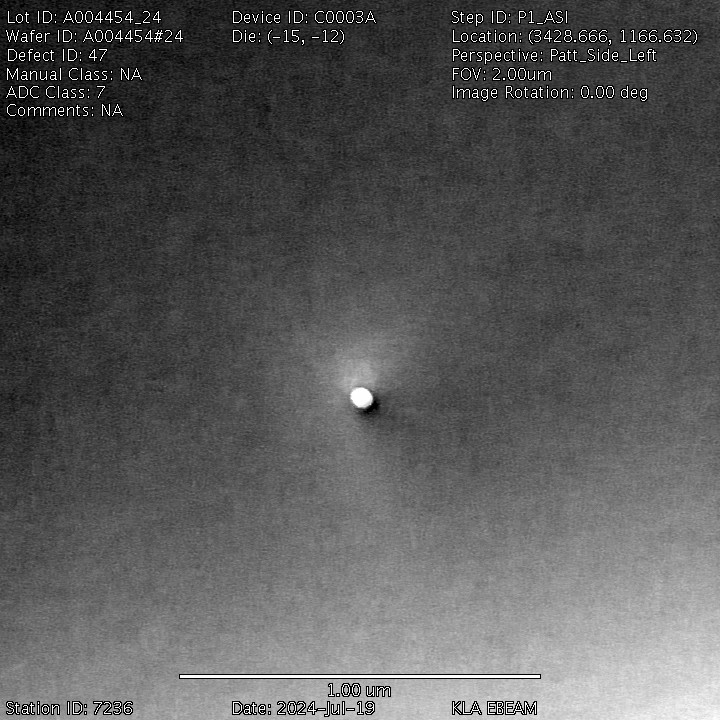 Lot ID: A004454_24
Wafer ID: A004454#24
Defect ID: 47
Manual Class: NA
ADC Class: 7
Comments: NA
Device ID: C0003A
Die: (-15, -12)
Step ID: P1_ASI
Location: (3428.666, 1166.632)
Perspective: Patt_Side_Left
FOV: 2.00um
Image Rotation: 0.00 deg
1.00 um
Station ID: 7236
Date: 2024-Jul-19
KLA EBEAM